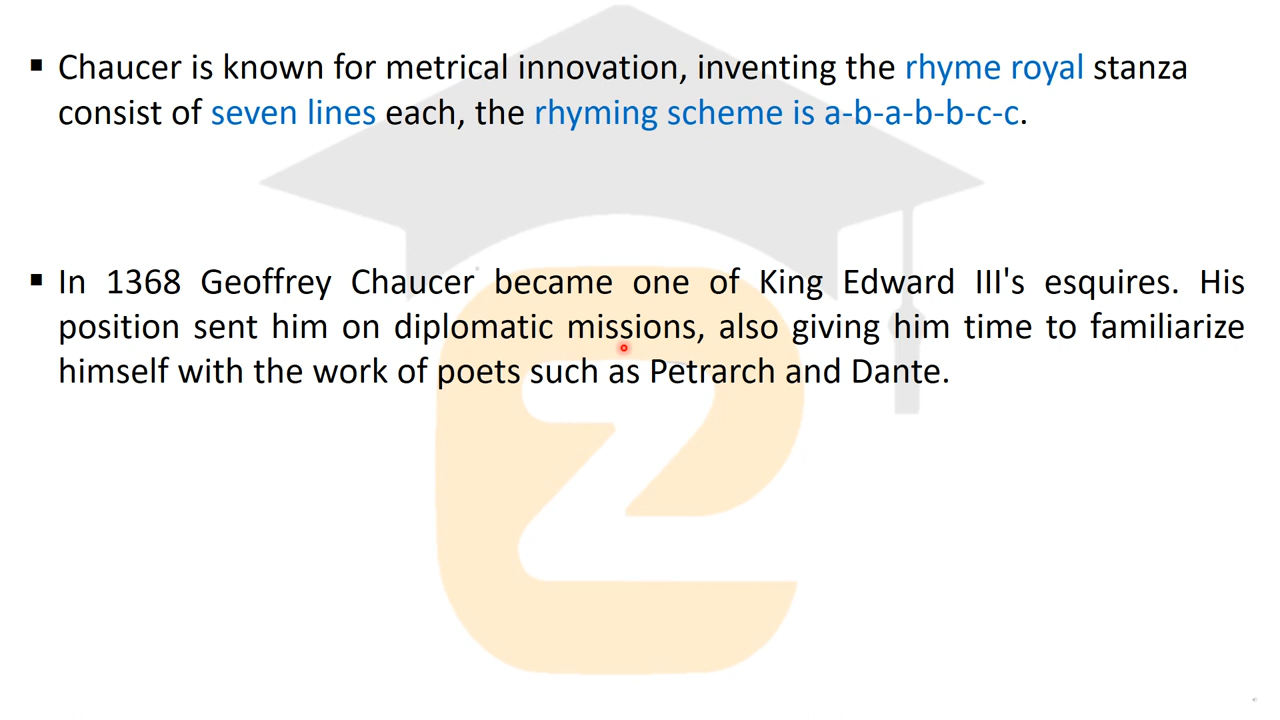 ▪ Chaucer is known for metrical innovation, inventing the rhyme royal stanza
consist of seven lines each, the rhyming scheme is a-b-a-b-b-c-c.
▪ In 1368 Geoffrey Chaucer became one of King Edward III's esquires. His
position sent him on diplomatic missions, also giving him time to familiarize
himself with the work of poets such as Petrarch and Dante.